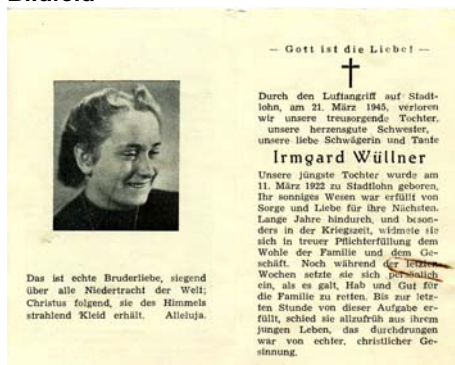 Das ist echte Bruderliebe, siegend
über alle Niedertracht der Welt;
Christus folgend, sie des Himmels
strahlend Kleid erhält. Alleluja.
— Gott ist die Liebe! —
Durch den Luftangriff auf Stadt-
lohn, am 21. März 1945, verloren
wir unsere treusorgende Tochter,
unsere herzensgute Schwester,
unsere liebe Schwägerin und Tante
Irmgard Wüllner
Unsere jüngste Tochter wurde am
11. März 1922 zu Stadtlohn geboren.
Ihr sonniges Wesen war erfüllt von
Sorge und Liebe für ihre Nächsten.
Lange Jahre hindurch, und beson-
ders in der Kriegszeit, widmete sie
sich in treuer Pflichterfüllung dem
Wohle der Familie und dem Ge-
schäft. Noch während der letzten
Wochen setzte sie sich persönlich
ein, als es galt, Hab und Gut für
die Familie zu retten. Bis zur letz-
ten Stunde von dieser Aufgabe er-
füllt, schied sie allzufrüh aus ihrem
jungen Leben, das durchdrungen
war von echter, christlicher Ge-
sinnung.